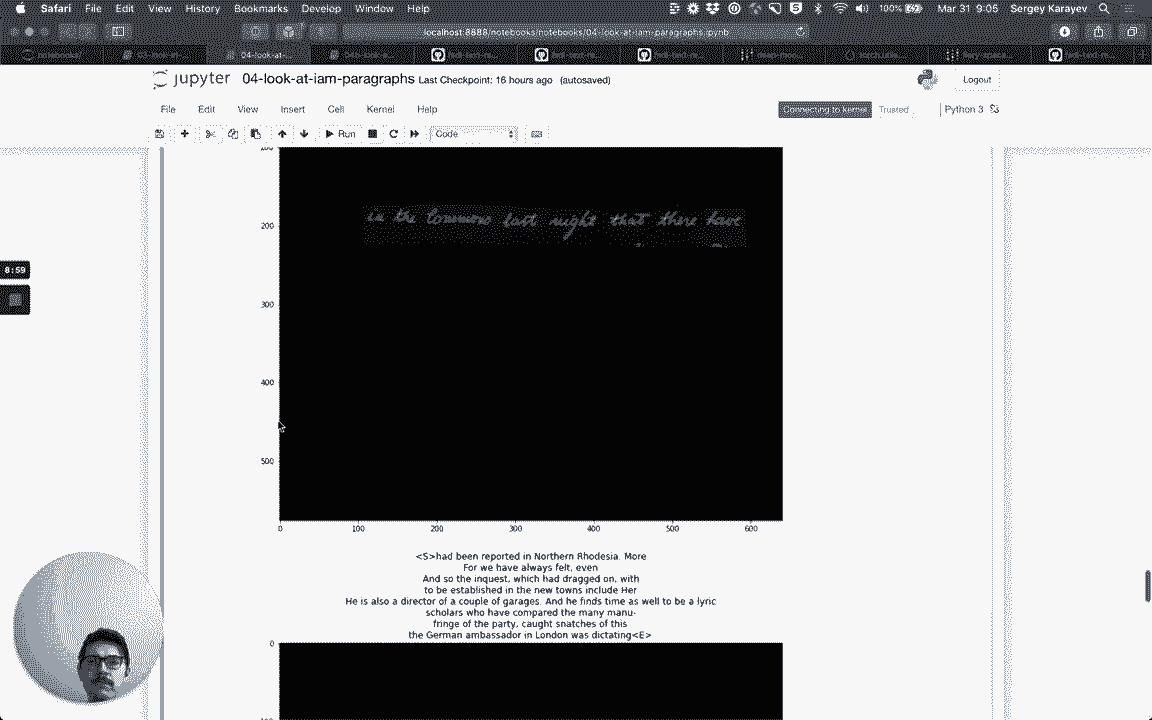 Safari File Edit View History Bookmarks Develop Window Help 100% Mar 31 9:05 Sergey Karayev
localhost:8888/notebooks/notebooks/04-look-at-iam-paragraphs.ipynb
04-look-at-
jupyter 04-look-at-iam-paragraphs Last Checkpoint: 16 hours ago (autosaved) Logout
File Edit View Insert Cell Kernel Help Connecting to kernel Trusted Python 3
Run Code
in the Commons last night that there have
200
8:59
300
400
500
0 100 200 300 400 500 600
<S>had been reported in Northern Rhodesia. More
For we have always felt, even
And so the inquest, which had dragged on, with
to be established in the new towns include Her
He is also a director of a couple of garages. And he finds time as well to be a lyric
scholars who have compared the many manu-
fringe of the party, caught snatches of this
the German ambassador in London was dictating<E>
0